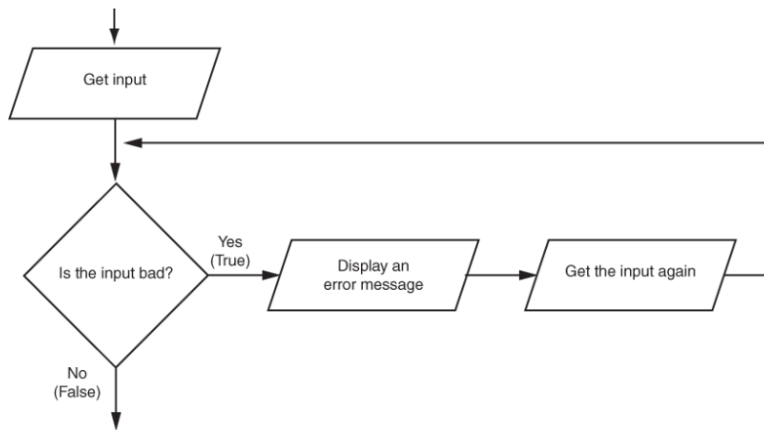 Get input
Is the input bad?
Yes
(True)
Display an
error message
Get the input again
No
(False)